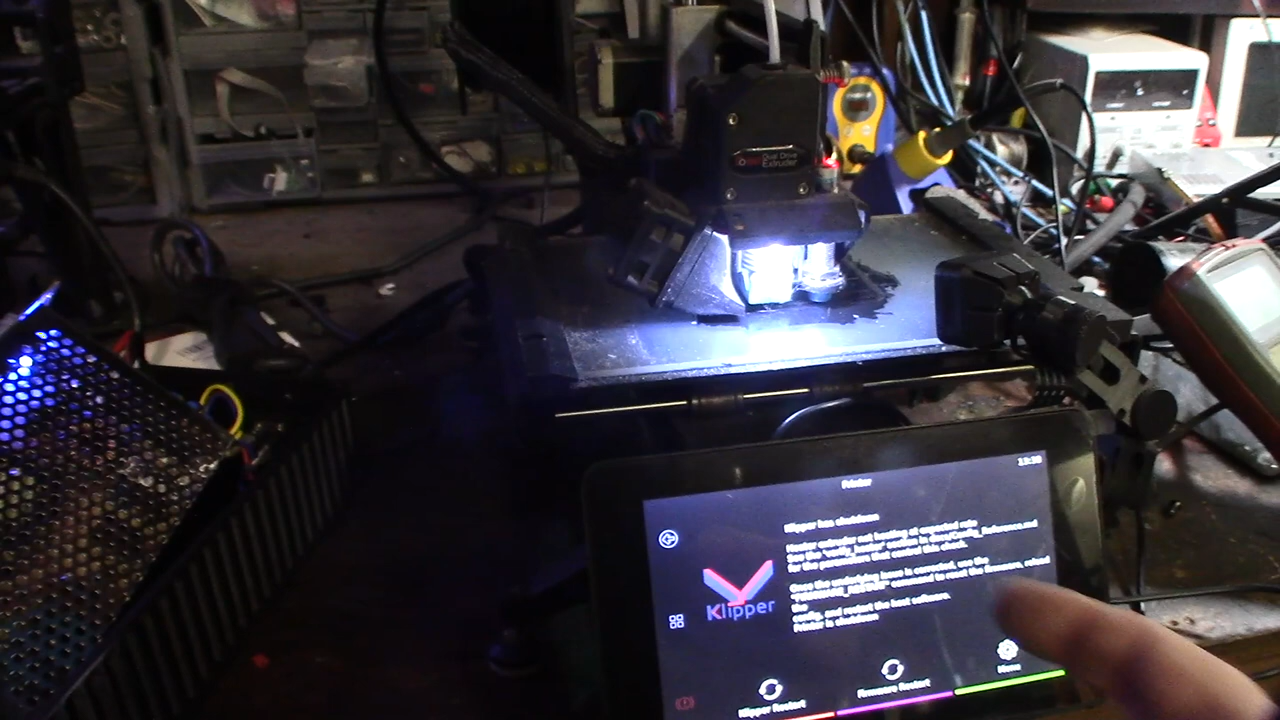 Dual Drive
Extruder
13:30
Printer
Klipper has shutdown
Heater extruder not heating at expected rate
See the 'verify_heater' section in docs/Config_Reference.md
for the parameters that control this check.
Once the underlying issue is corrected, use the
"FIRMWARE_RESTART" command to reset the firmware, reload
the
config, and restart the host software.
Printer is shutdown
Klipper
Klipper Restart
Firmware Restart
Menu